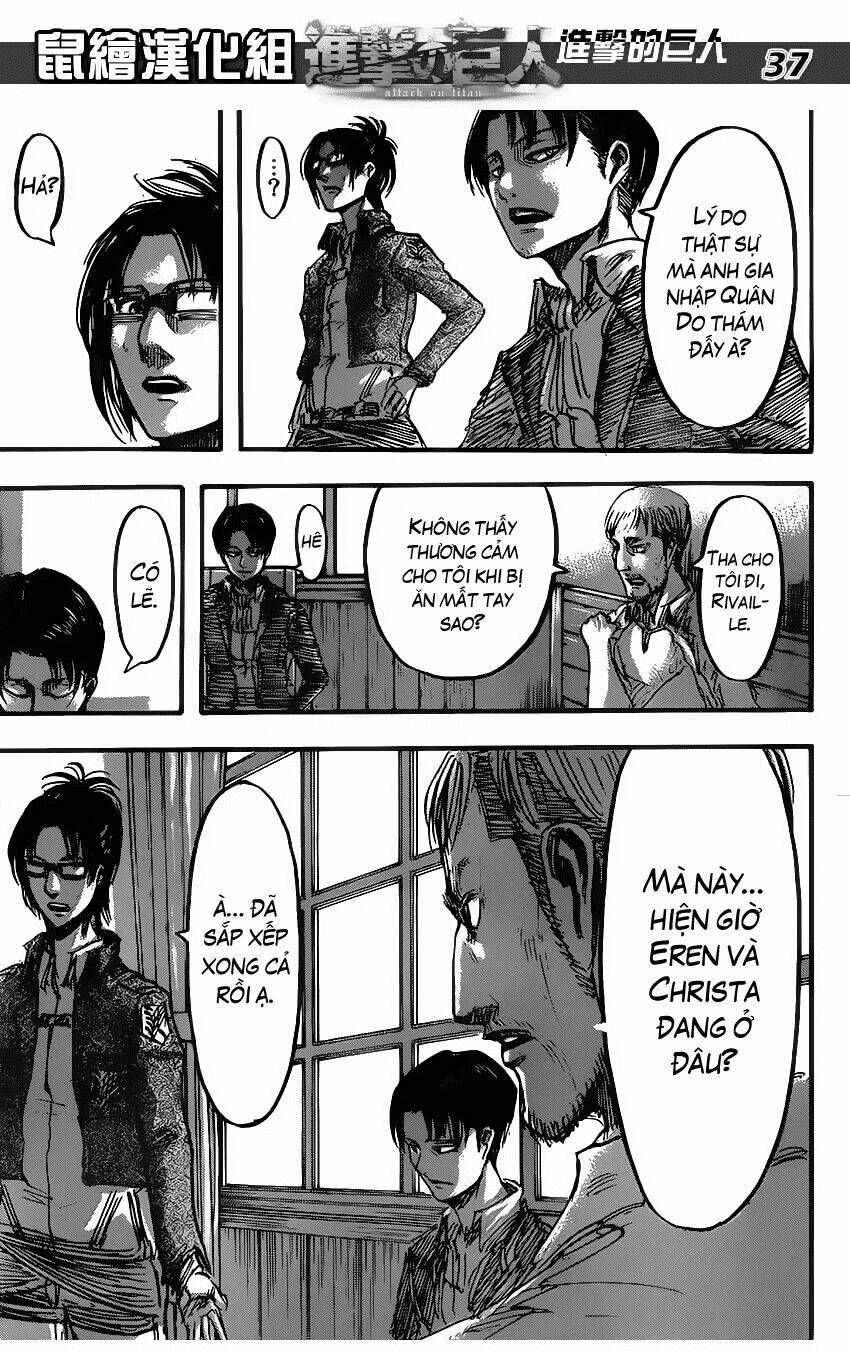 鼠繪漢化組
進撃の巨人
attack on titan
進擊的巨人
37
LÝ DO
THẬT SỰ
MÀ ANH GIA
NHẬP QUÂN
DO THÁM
ĐẤY À?
....?
HẢ?
THA CHO
TÔI ĐI,
RIVAIL-
LE.
KHÔNG THẤY
THƯƠNG CẢM
CHO TÔI KHI BỊ
ĂN MẤT TAY
SAO?
HÊ
CÓ
LẼ.
MÀ NÀY...
HIỆN GIỜ
EREN VÀ
CHRISTA
ĐANG Ở
ĐÂU?
À... ĐÃ
SẮP XẾP
XONG CẢ
RỒI Ạ.